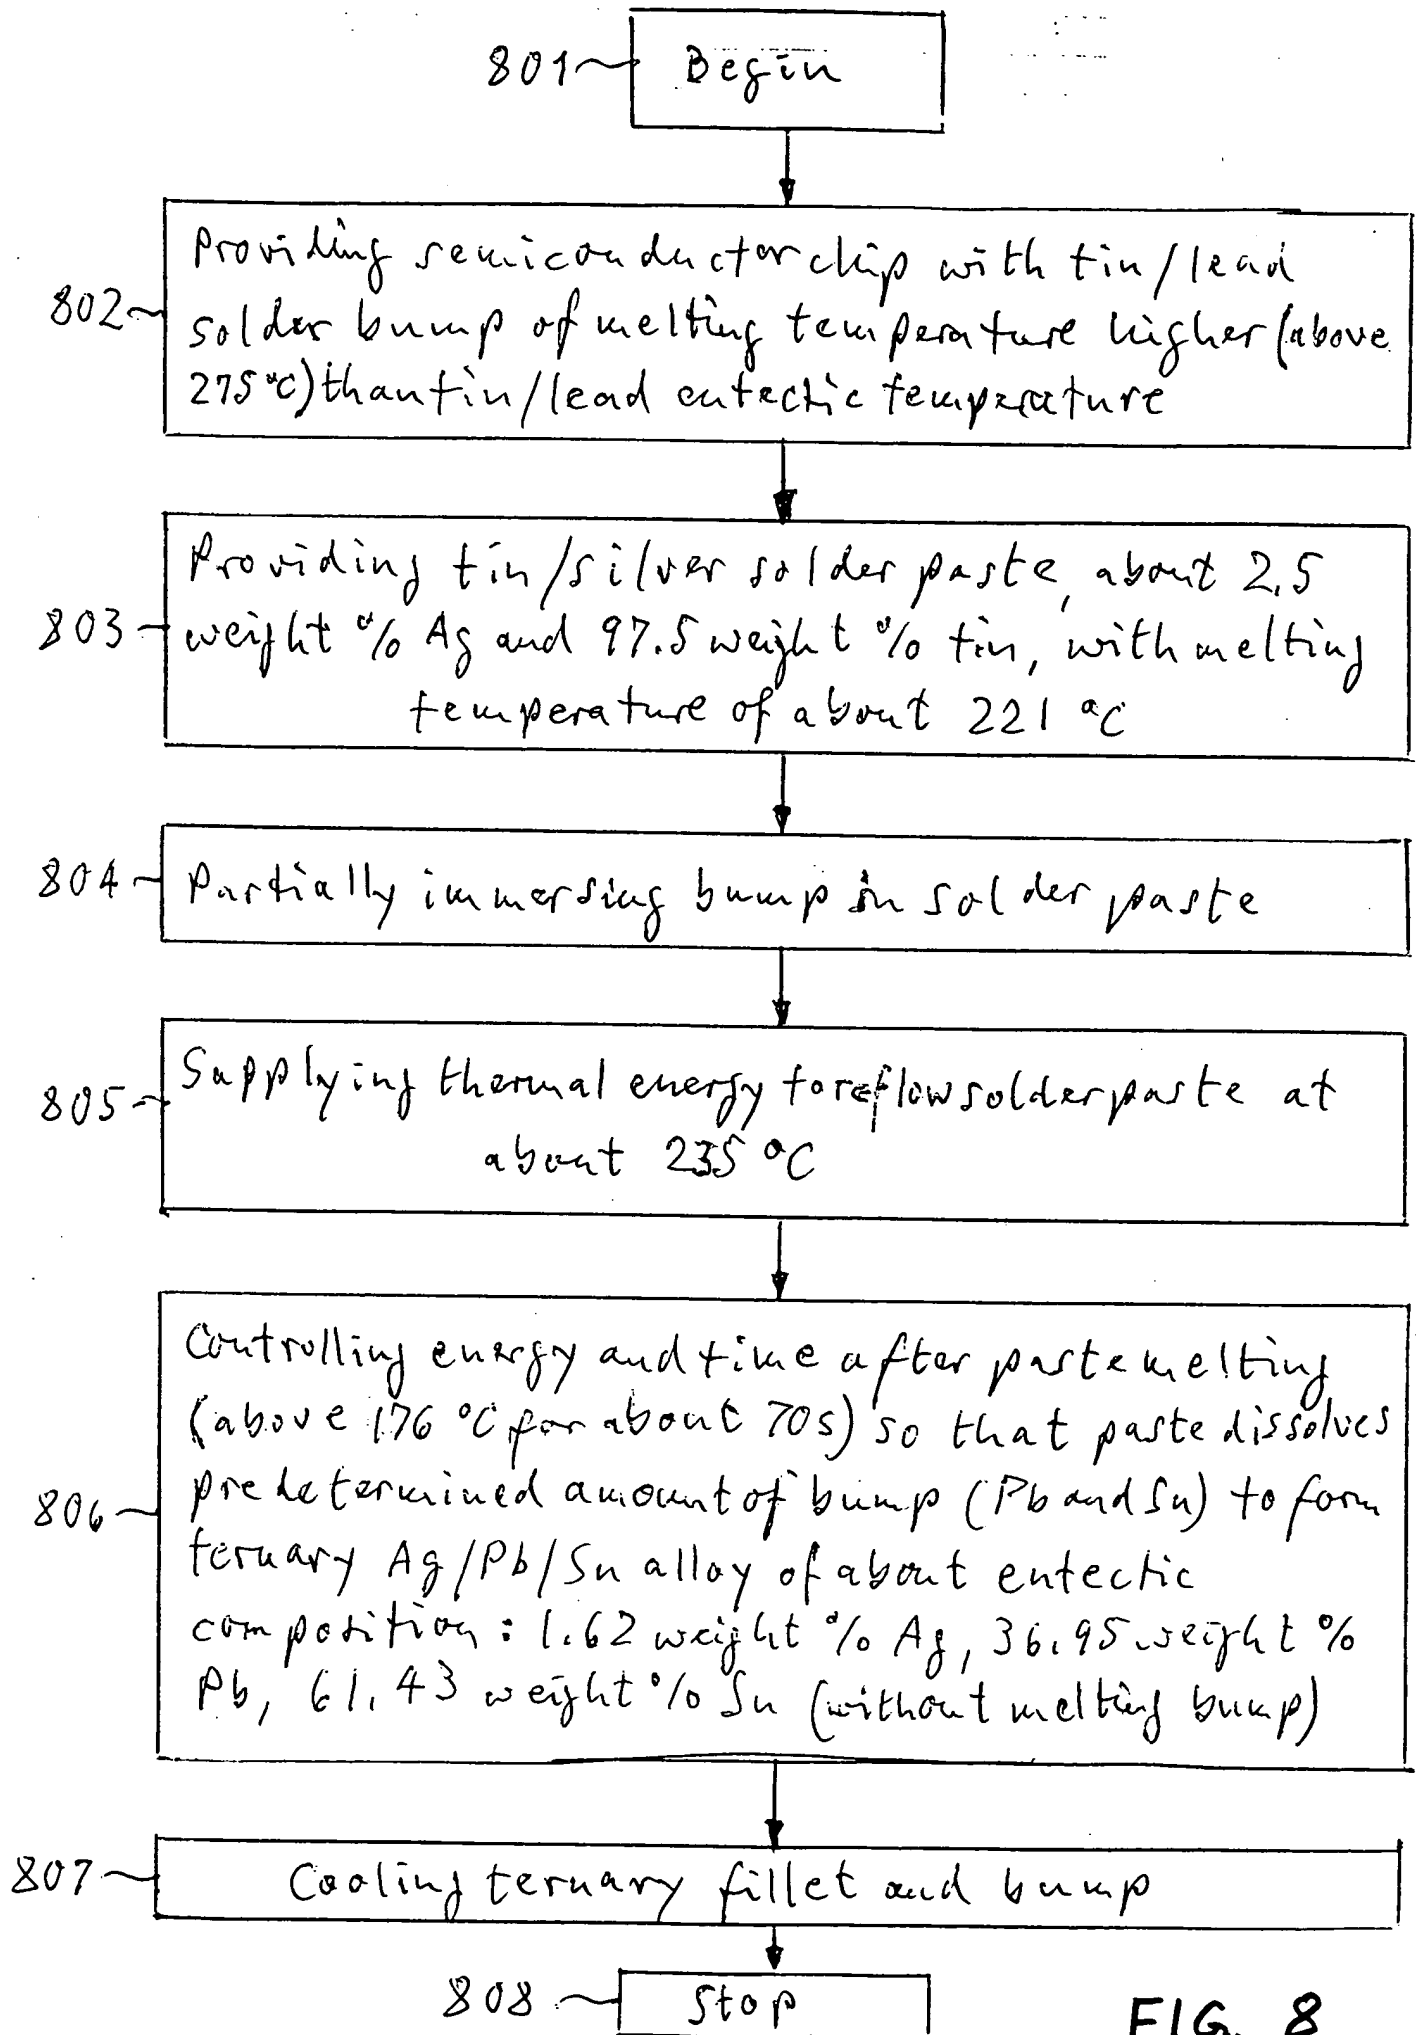 801 Begin
Providing semiconductor chip with tin/lead
802 solder bump of melting temperature higher (above
275°C) than tin/lead eutectic temperature
Providing tin/silver solder paste, about 2.5
803 weight % Ag and 97.5 weight % tin, with melting
temperature of about 221 °C
804 Partially immersing bump in solder paste
Supplying thermal energy to reflow solder paste at
805
about 235 °C
Controlling energy and time after paste melting
(above 176 °C for about 70s) so that paste dissolves
predetermined amount of bump (Pb and Sn) to form
806
ternary Ag/Pb/Sn alloy of about eutectic
composition: 1.62 weight % Ag, 36.95 weight %
Pb, 61.43 weight % Sn (without melting bump)
807 Cooling ternary fillet and bump
808 Stop
FIG. 8